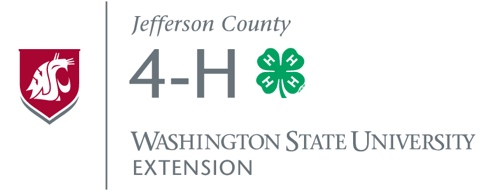 Jefferson County
4-H
H H H H
WASHINGTON STATE UNIVERSITY
EXTENSION